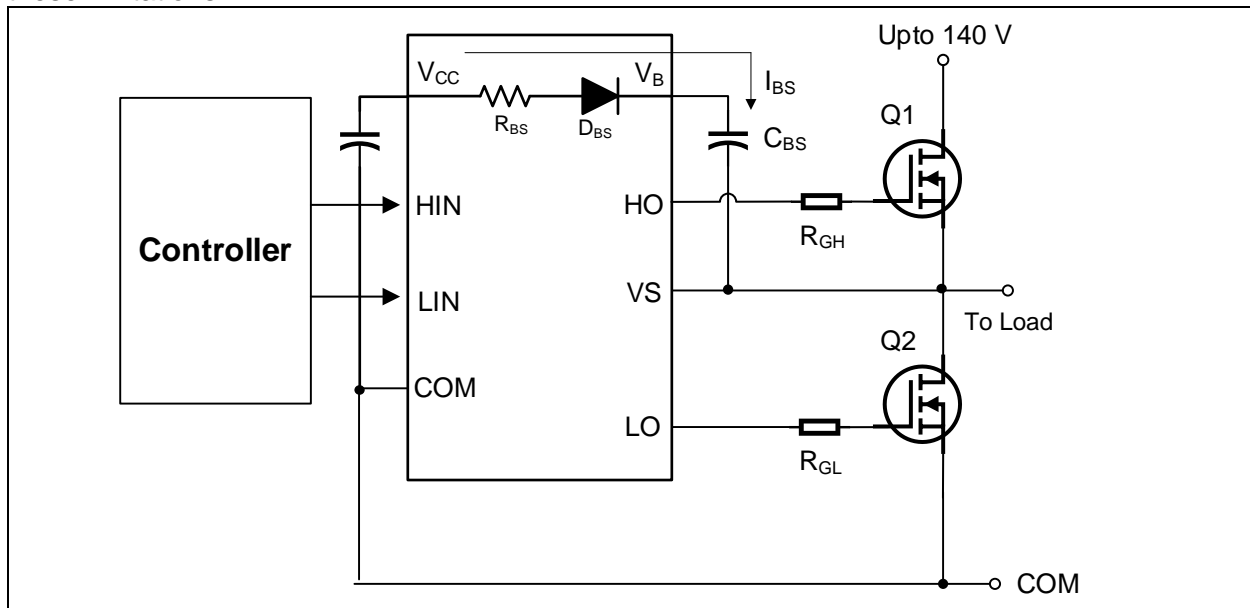 Upto 140 V
VCC
VB
IBS
RBS
DBS
CBS
Q1
HIN
HO
RGH
Controller
LIN
VS
To Load
Q2
COM
LO
RGL
COM